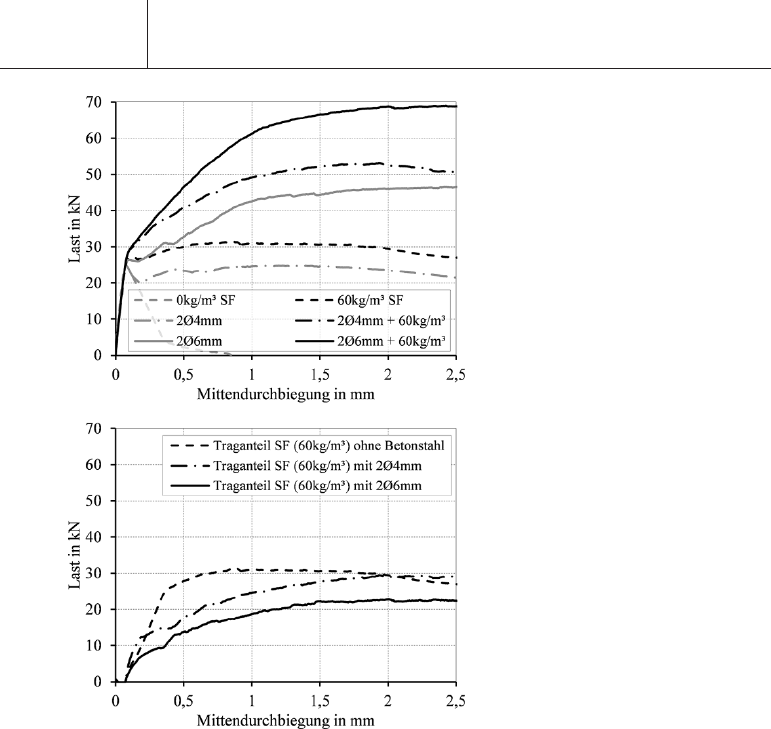 70
60
50
40
30
20
10
0
Last in kN
0kg/m³ SF
60kg/m³ SF
2Ø4mm
2Ø4mm + 60kg/m³
2Ø6mm
2Ø6mm + 60kg/m³
0 0,5 1 1,5 2 2,5
Mittendurchbiegung in mm
70
60
50
40
30
20
10
0
Last in kN
Traganteil SF (60kg/m³) ohne Betonstahl
Traganteil SF (60kg/m³) mit 2Ø4mm
Traganteil SF (60kg/m³) mit 2Ø6mm
0 0,5 1 1,5 2 2,5
Mittendurchbiegung in mm